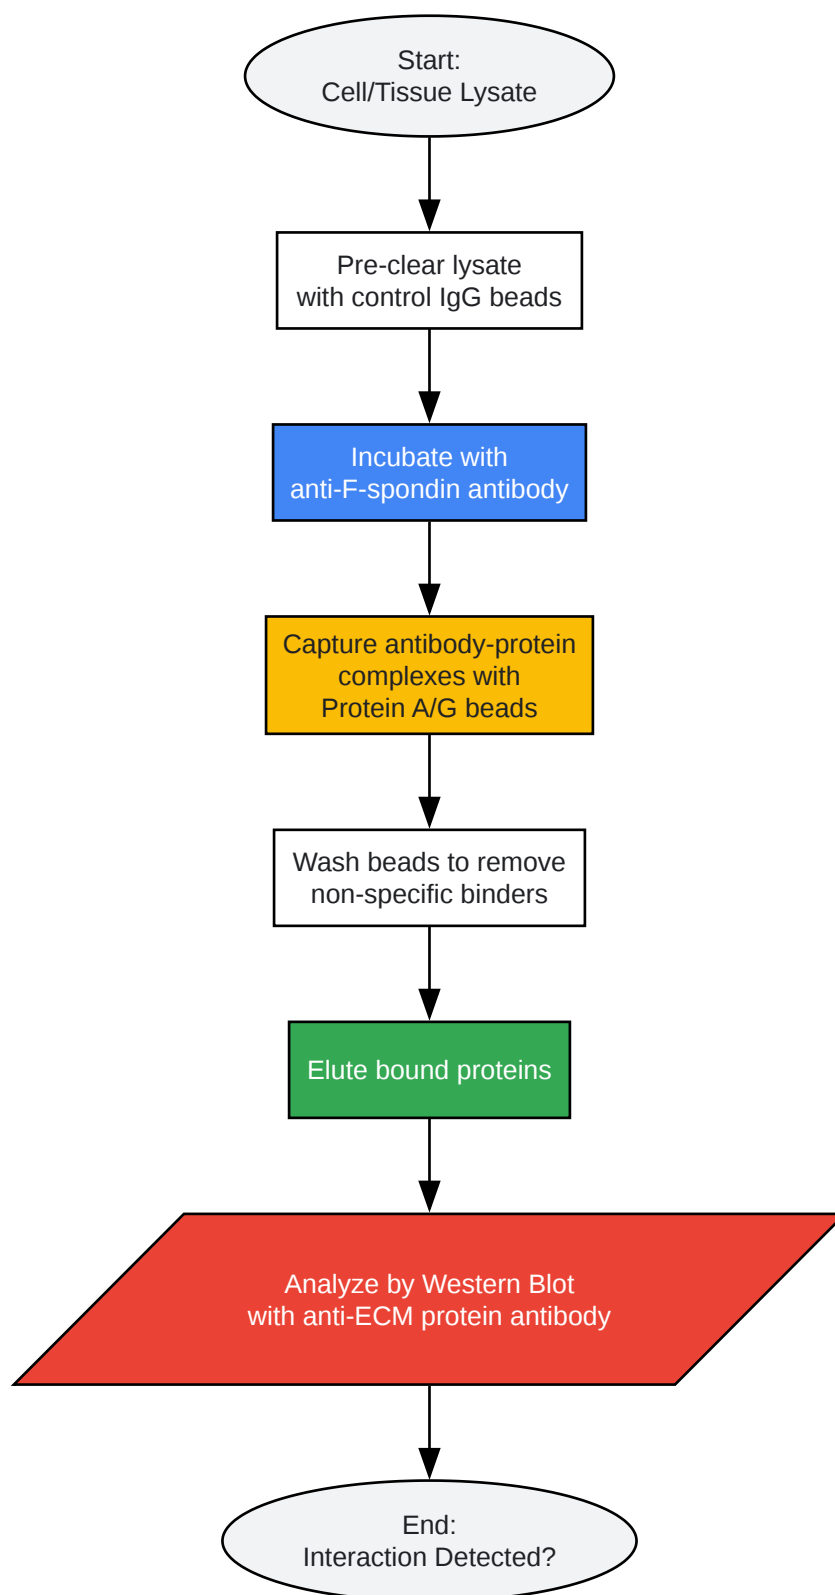 Start:
Cell/Tissue Lysate
Pre-clear lysate
with control IgG beads
Incubate with
anti-F-spondin antibody
Capture antibody-protein
complexes with
Protein A/G beads
Wash beads to remove
non-specific binders
Elute bound proteins
Analyze by Western Blot
with anti-ECM protein antibody
End:
Interaction Detected?